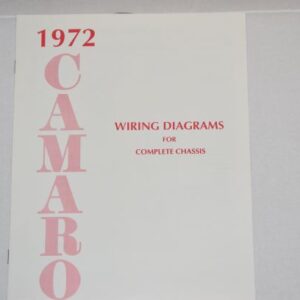 1972
CAMARO
WIRING DIAGRAMS
FOR
COMPLETE CHASSIS